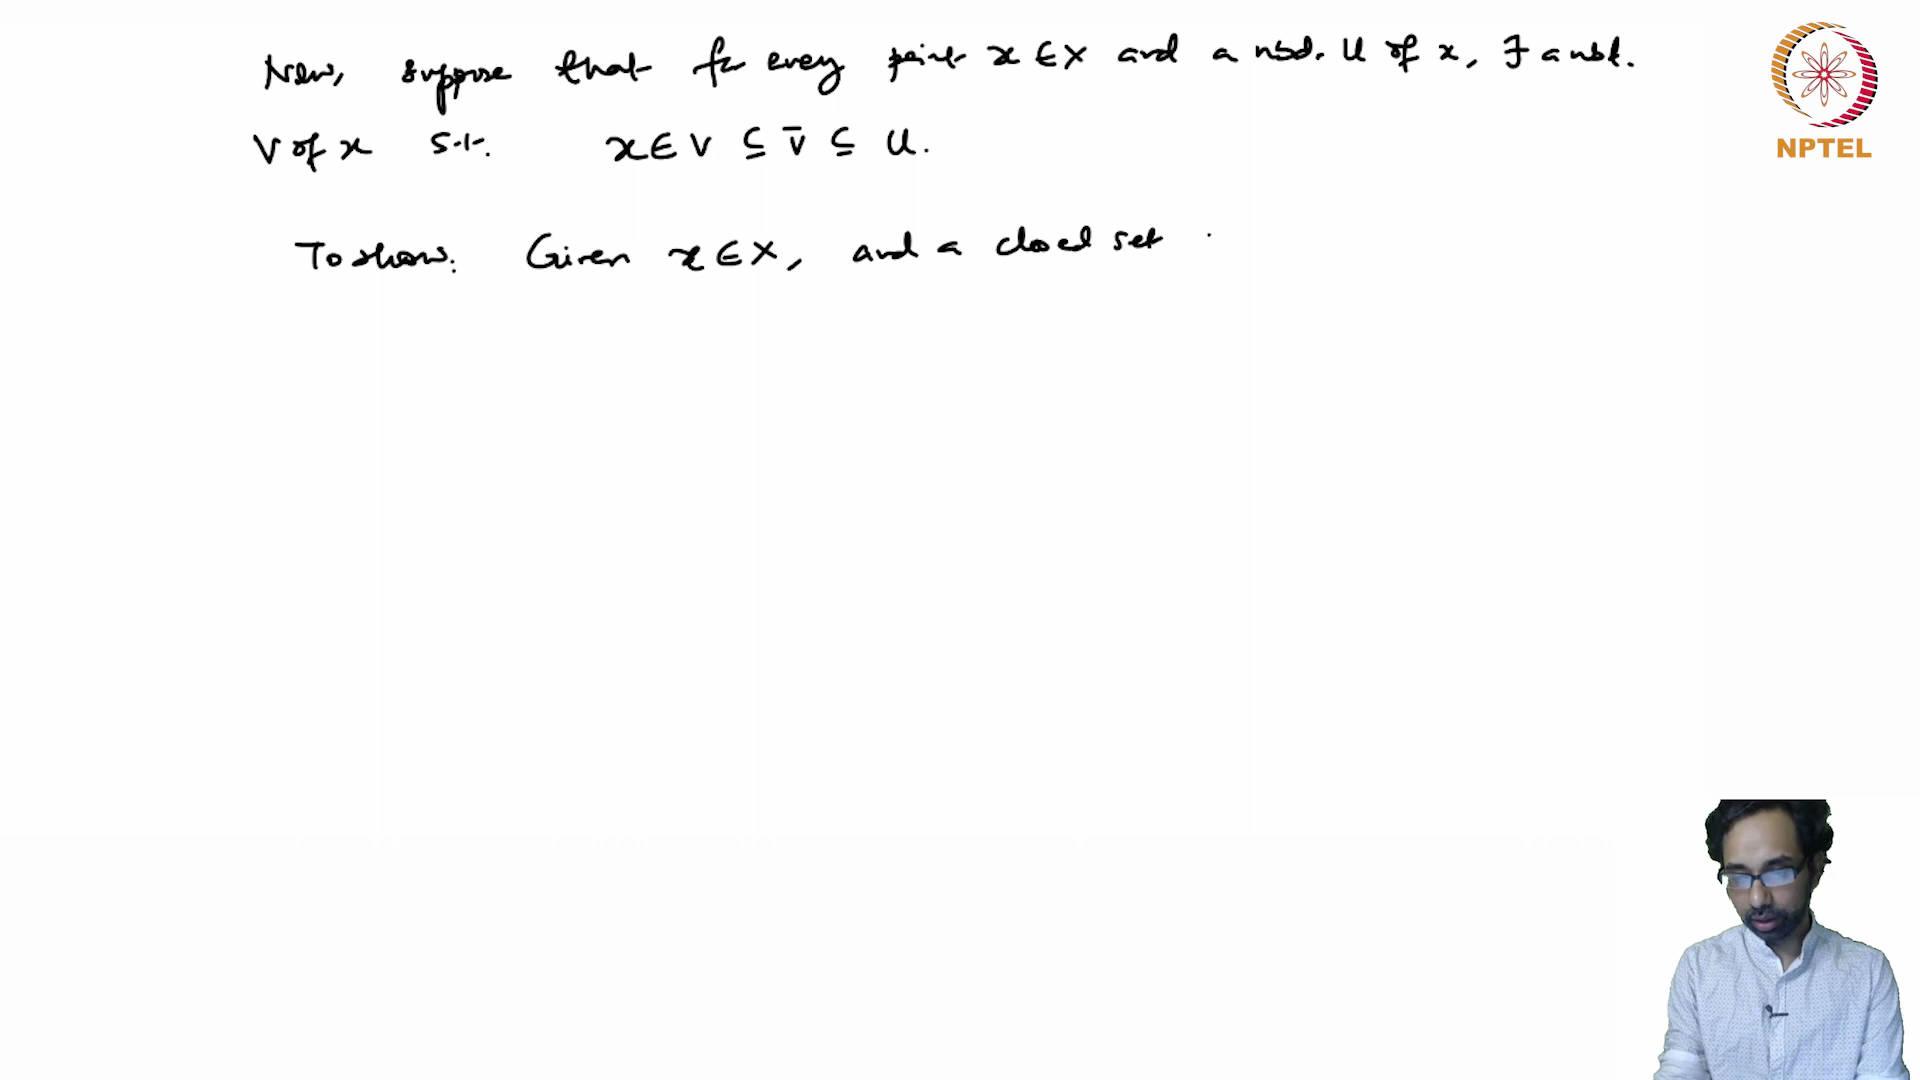 Now, suppose that for every point x ∈ X and a nbd. U of x, ∃ a nbd.
V of x s.t. x ∈ V ⊆ V̄ ⊆ U.
To show: Given x ∈ X, and a closed set
NPTEL